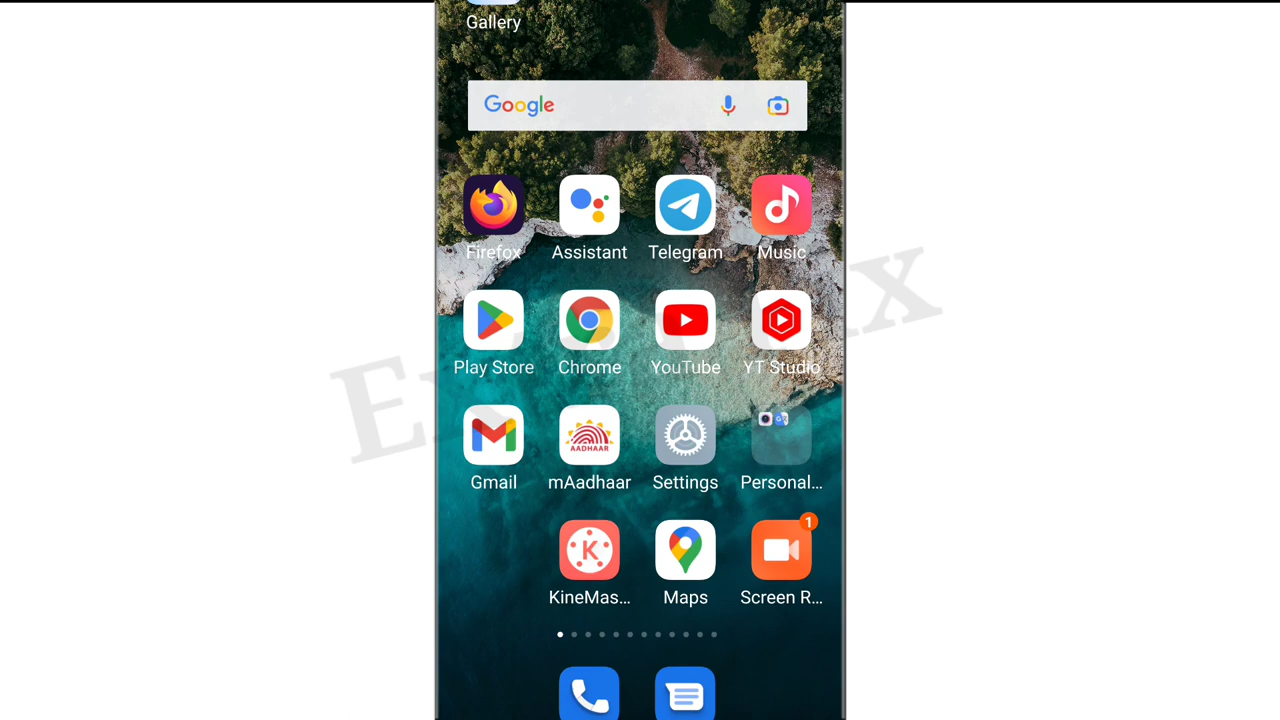 Gallery
Google
Firefox Assistant Telegram Music
Play Store Chrome YouTube YT Studio
AADHAAR
Gmail mAadhaar Settings Personal...
1
K
KineMas... Maps Screen R...